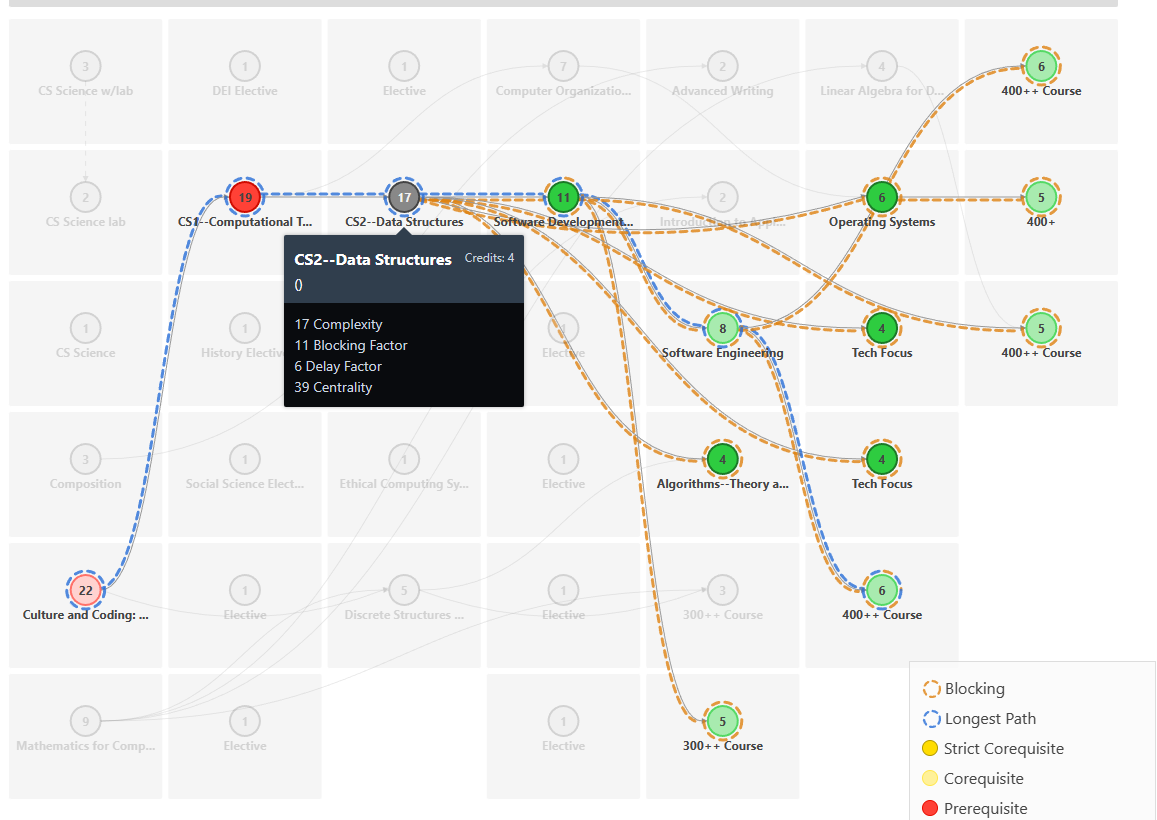 3
1
1
7
2
4
6
CS Science w/lab
DEI Elective
Elective
Computer Organizatio...
Advanced Writing
Linear Algebra for D...
400++ Course
2
19
17
11
2
6
5
CS Science lab
CS1--Computational T...
CS2--Data Structures
Software Development...
Operating Systems
400+
CS2--Data Structures
Credits: 4
()
17 Complexity
11 Blocking Factor
6 Delay Factor
39 Centrality
1
1
1
8
4
5
CS Science
History Elective
Elective
Software Engineering
Tech Focus
400++ Course
3
1
1
1
4
4
Composition
Social Science Elect...
Ethical Computing Sy...
Elective
Algorithms--Theory a...
Tech Focus
22
1
5
1
3
6
Culture and Coding: ...
Elective
Discrete Structures ...
Elective
300++ Course
400++ Course
9
1
1
5
Mathematics for Comp...
Elective
Elective
300++ Course
Blocking
Longest Path
Strict Corequisite
Corequisite
Prerequisite